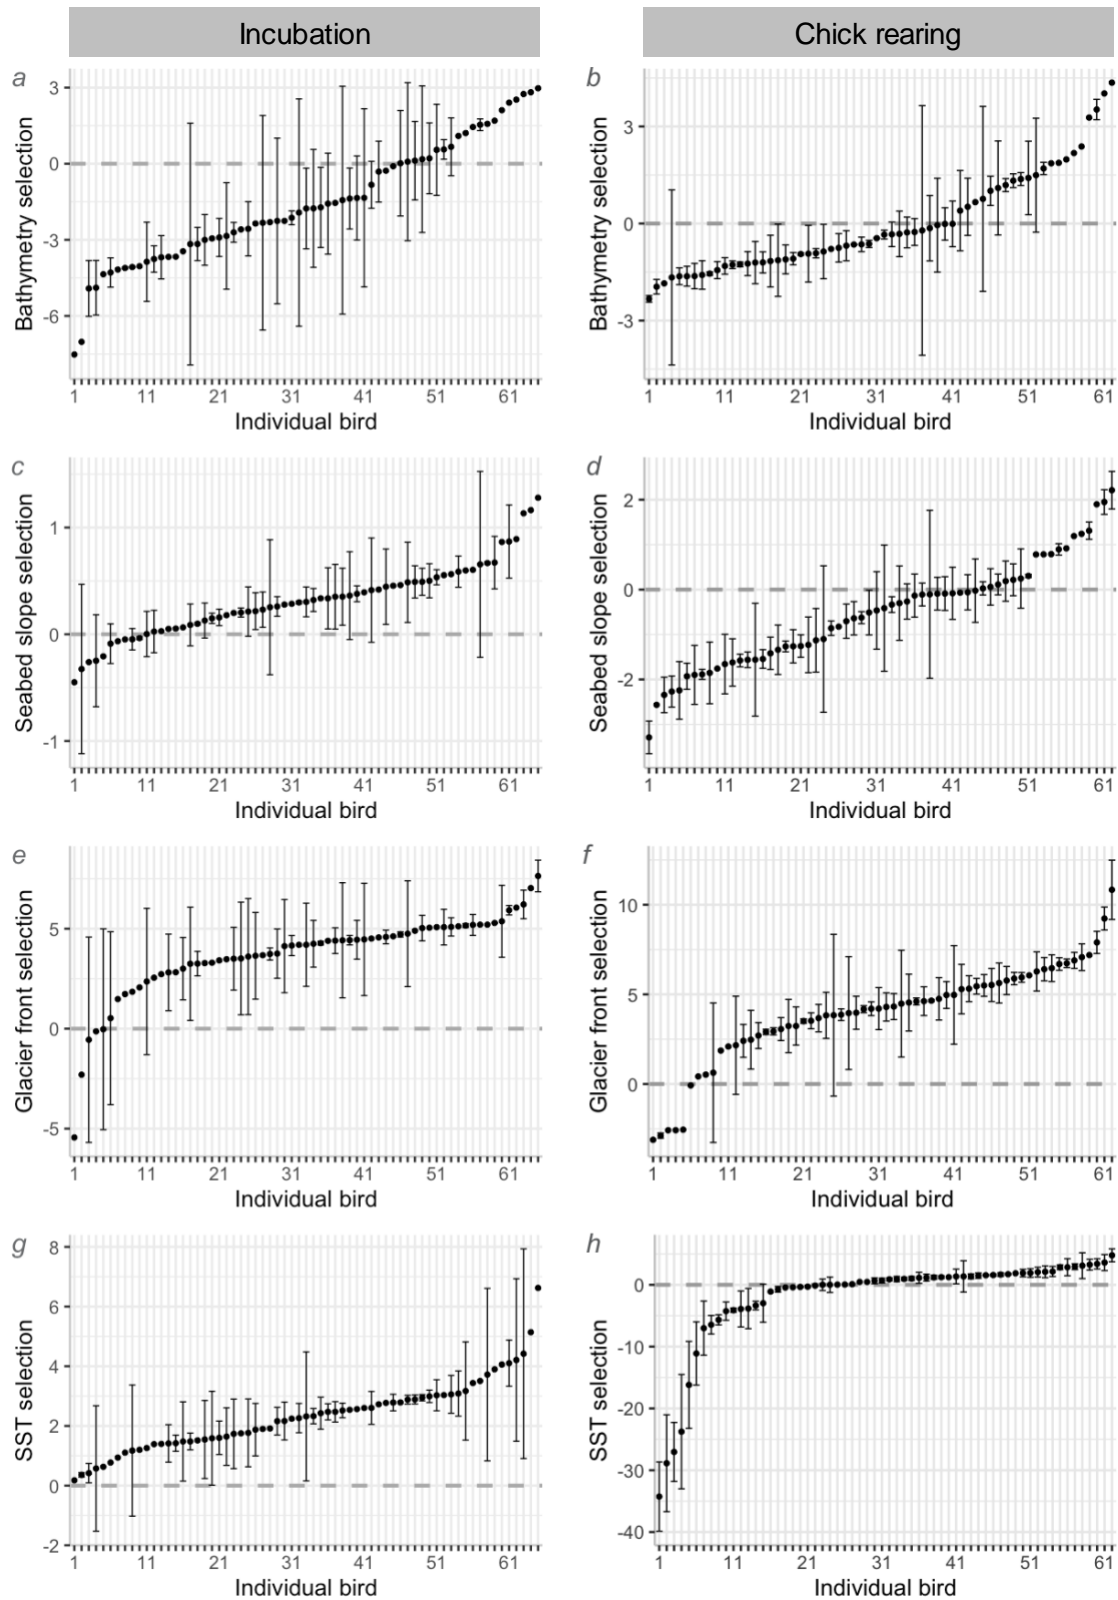 Incubation
Chick rearing
a
3
0
-3
-6
Bathymetry selection
1 11 21 31 41 51 61
Individual bird
b
3
0
-3
Bathymetry selection
1 11 21 31 41 51 61
Individual bird
c
1
0
-1
Seabed slope selection
1 11 21 31 41 51 61
Individual bird
d
2
0
-2
Seabed slope selection
1 11 21 31 41 51 61
Individual bird
e
5
0
-5
Glacier front selection
1 11 21 31 41 51 61
Individual bird
f
10
5
0
Glacier front selection
1 11 21 31 41 51 61
Individual bird
g
8
6
4
2
0
-2
SST selection
1 11 21 31 41 51 61
Individual bird
h
0
-10
-20
-30
-40
SST selection
1 11 21 31 41 51 61
Individual bird